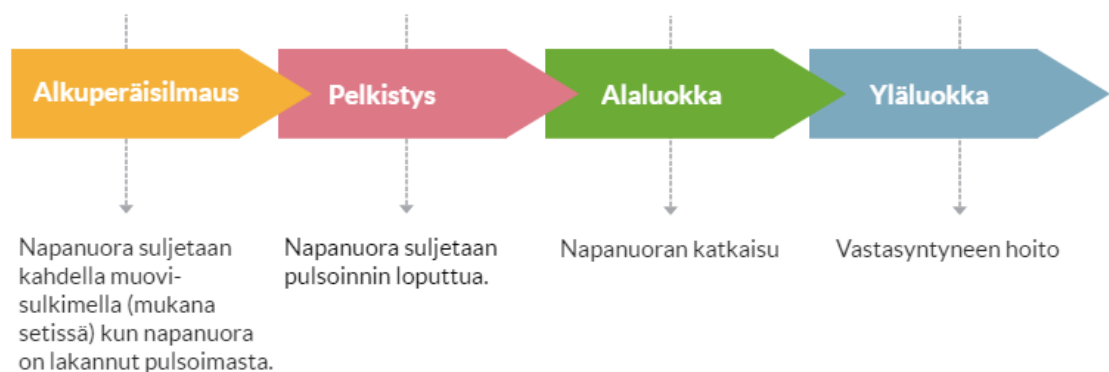 Alkuperäisilmaus
Pelkistys
Alaluokka
Yläluokka
Napanuora suljetaan
kahdella muovi-
sulkimella (mukana
setissä) kun napanuora
on lakannut pulsoimasta.
Napanuora suljetaan
pulsoinnin loputtua.
Napanuoran katkaisu
Vastasyntyneen hoito